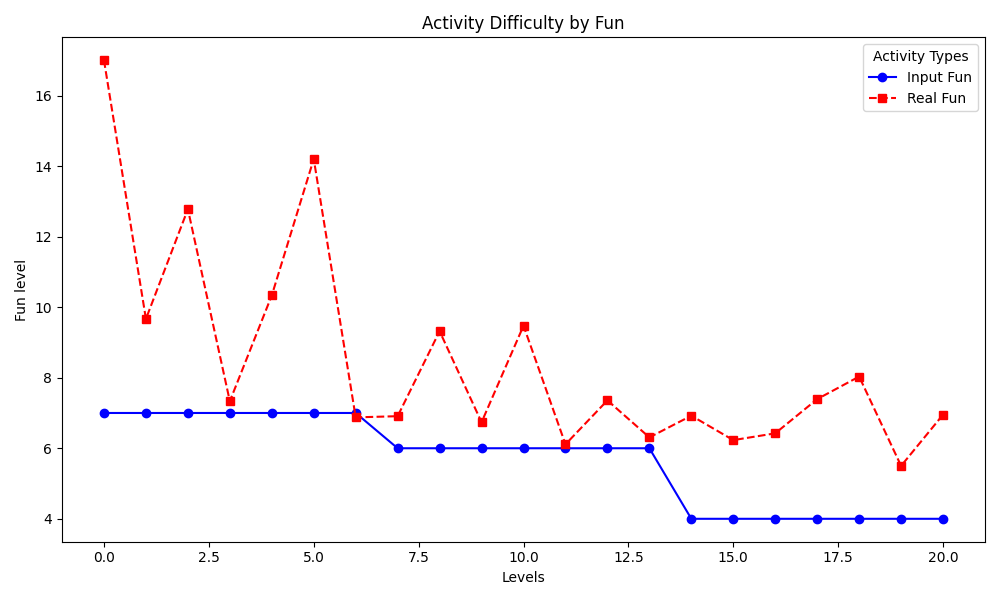 Activity Difficulty by Fun
Activity Types
Input Fun
Real Fun
Fun level
16
14
12
10
8
6
4
0.0
2.5
5.0
7.5
10.0
12.5
15.0
17.5
20.0
Levels